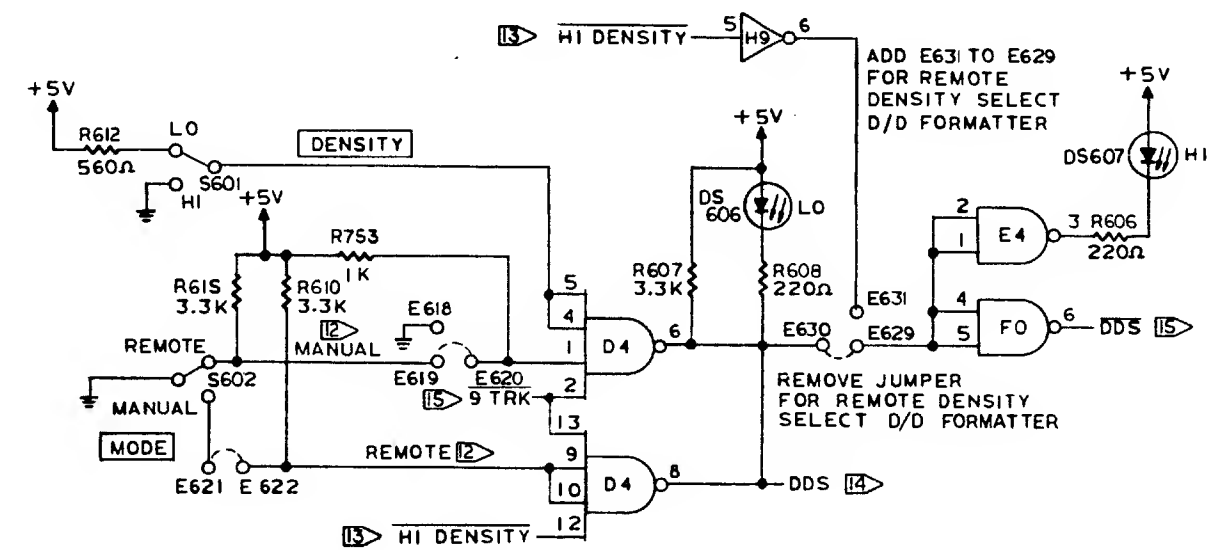 13 HI DENSITY 5 H9 6
ADD E631 TO E629
FOR REMOTE
DENSITY SELECT
D/D FORMATTER
+5V
R612
560Ω
LO
HI
S601
DENSITY
+5V
R615
3.3K
R610
3.3K
R753
1K
12
MANUAL
E618
E619
E620
REMOTE
S602
MANUAL
MODE
E621 E622
15 9 TRK
REMOTE 12
13 HI DENSITY
5
4
1
2
D4
6
13
9
10
12
D4
8
+5V
DS
606
LO
R607
3.3K
R608
220Ω
E631
E630
E629
REMOVE JUMPER
FOR REMOTE DENSITY
SELECT D/D FORMATTER
DDS 14
+5V
DS607
HI
2
1
E4
3
R606
220Ω
4
5
F0
6
DDS 15